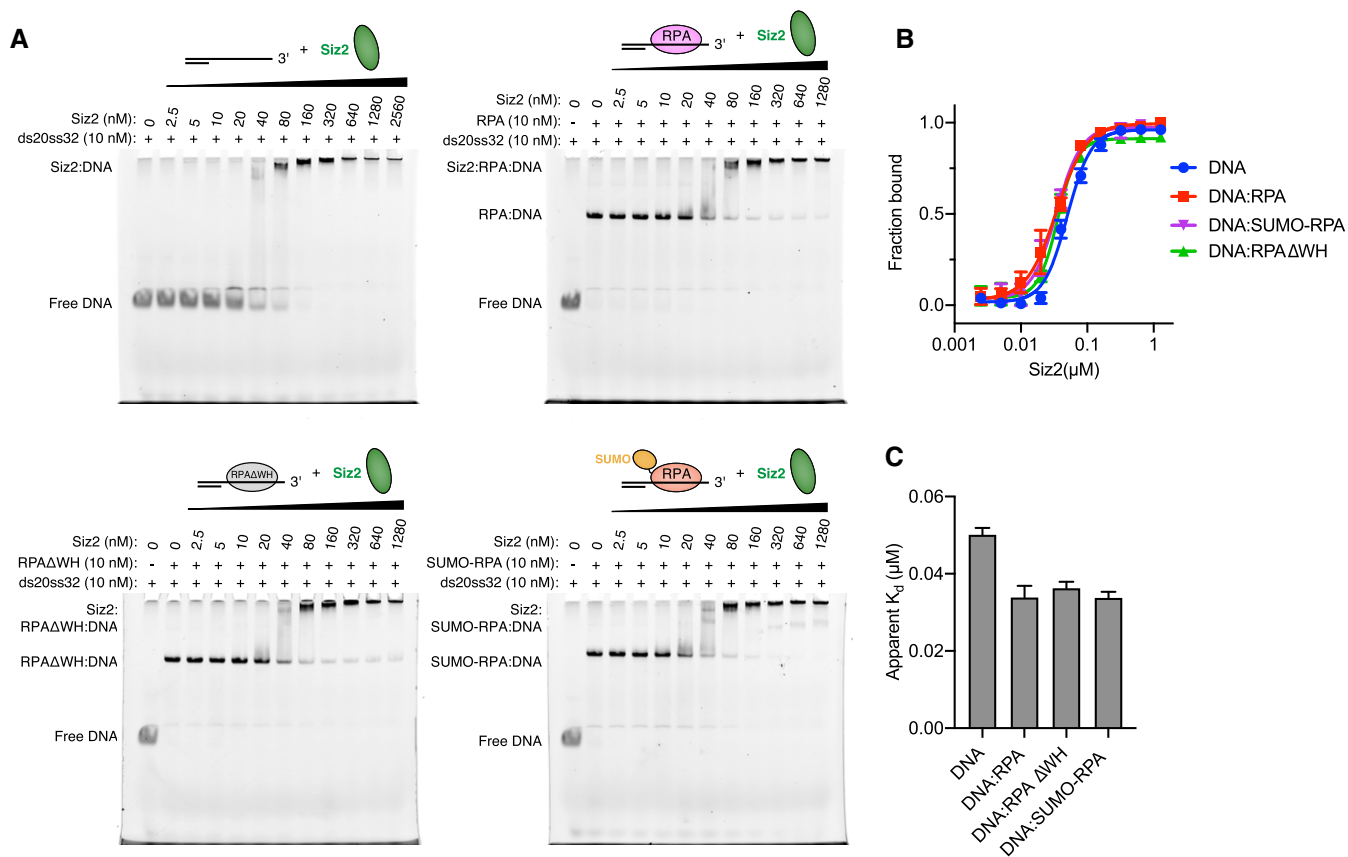 A
3' + Siz2
Siz2 (nM): 0 2.5 5 10 20 40 80 160 320 640 1280 2560
ds20ss32 (10 nM) + + + + + + + + + + + +
Siz2:DNA
Free DNA
RPA 3' + Siz2
Siz2 (nM): 0 0 2.5 5 10 20 40 80 160 320 640 1280
RPA (10 nM): - + + + + + + + + + + +
ds20ss32 (10 nM): + + + + + + + + + + + +
Siz2:RPA:DNA
RPA:DNA
Free DNA
RPAΔWH 3' + Siz2
Siz2 (nM): 0 0 2.5 5 10 20 40 80 160 320 640 1280
RPAΔWH (10 nM): - + + + + + + + + + + +
ds20ss32 (10 nM) + + + + + + + + + + + +
Siz2:
RPAΔWH:DNA
RPAΔWH:DNA
Free DNA
SUMO RPA 3' + Siz2
Siz2 (nM): 0 0 2.5 5 10 20 40 80 160 320 640 1280
SUMO-RPA (10 nM): - + + + + + + + + + + +
ds20ss32 (10 nM) + + + + + + + + + + + +
Siz2:
SUMO-RPA:DNA
SUMO-RPA:DNA
Free DNA
B
Fraction bound
1.0
0.5
0.0
0.001 0.01 0.1 1
Siz2(µM)
DNA
DNA:RPA
DNA:SUMO-RPA
DNA:RPA ΔWH
C
Apparent Kd (µM)
0.06
0.04
0.02
0.00
DNA
DNA:RPA
DNA:RPA ΔWH
DNA:SUMO-RPA